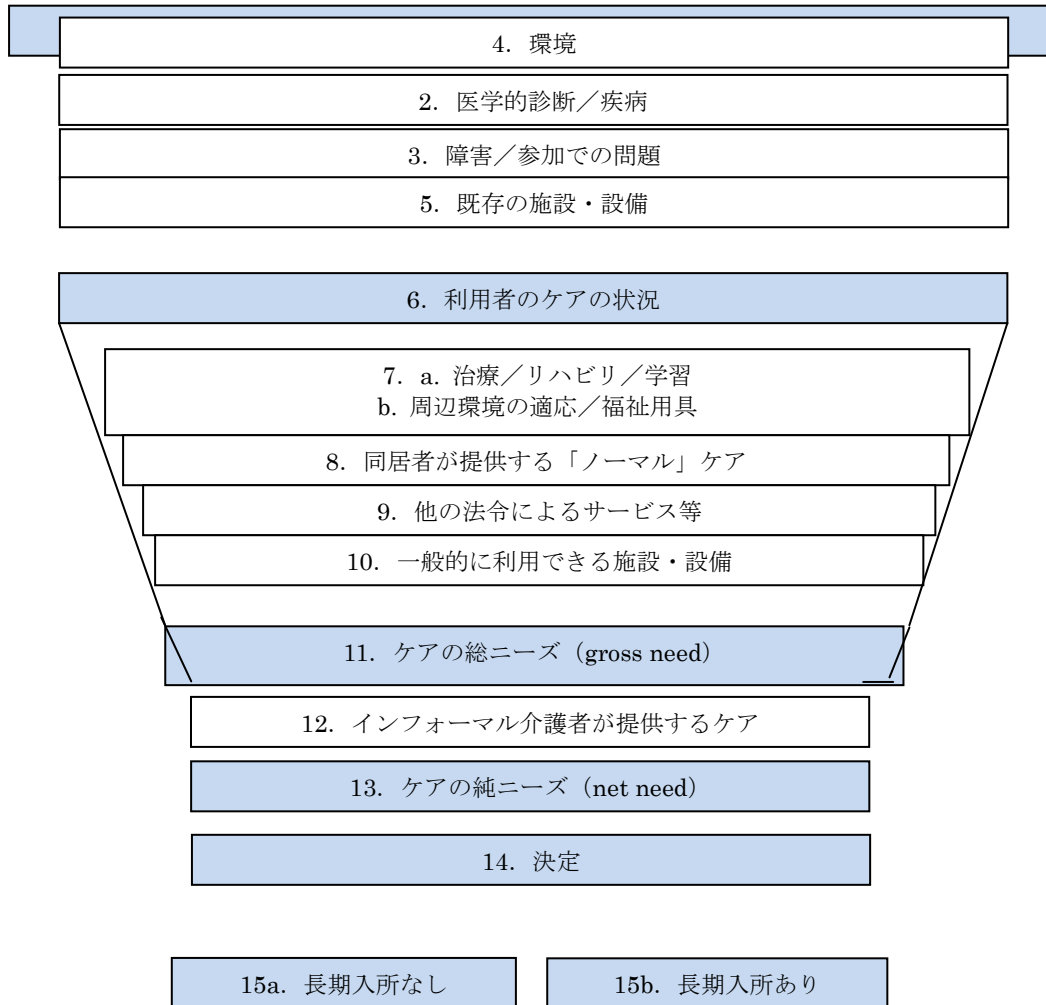 4. 環境
2. 医学的診断／疾病
3. 障害／参加での問題
5. 既存の施設・設備
6. 利用者のケアの状況
7. a. 治療／リハビリ／学習
b. 周辺環境の適応／福祉用具
8. 同居者が提供する「ノーマル」ケア
9. 他の法令によるサービス等
10. 一般的に利用できる施設・設備
11. ケアの総ニーズ（gross need）
12. インフォーマル介護者が提供するケア
13. ケアの純ニーズ（net need）
14. 決定
15a. 長期入所なし
15b. 長期入所あり